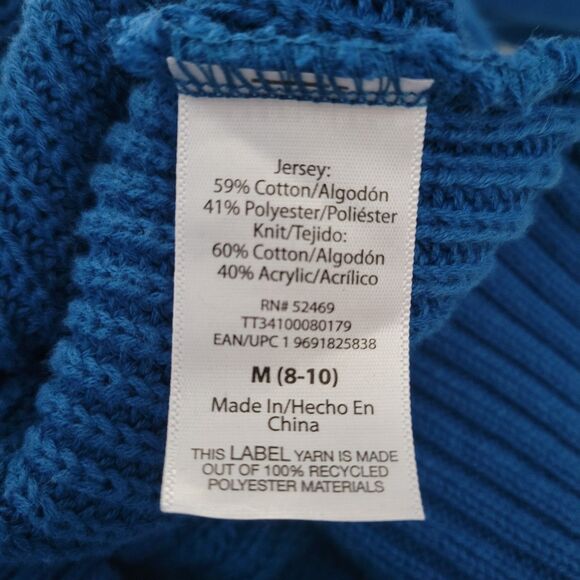 Jersey:
59% Cotton/Algodón
41% Polyester/Poliéster
Knit/Tejido:
60% Cotton/Algodón
40% Acrylic/Acrílico
RN# 52469
TT34100080179
EAN/UPC 1 9691825838
M (8-10)
Made In/Hecho En
China
THIS LABEL YARN IS MADE
OUT OF 100% RECYCLED
POLYESTER MATERIALS